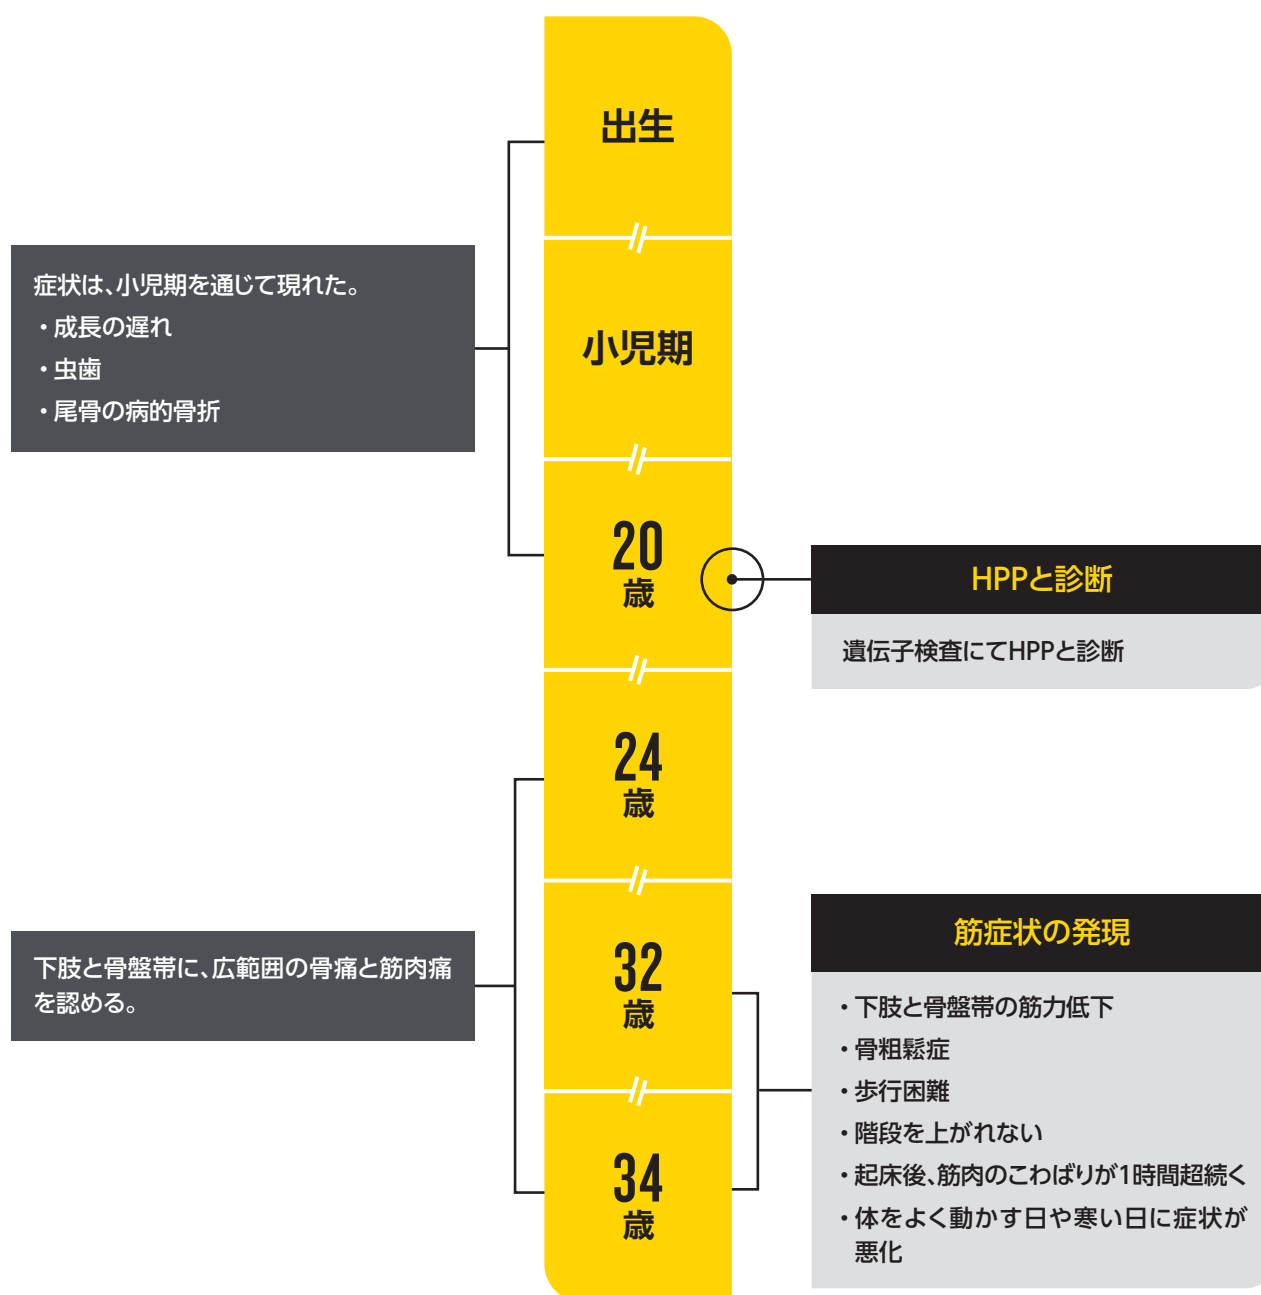 出生
小児期
症状は、小児期を通じて現れた。
・成長の遅れ
・虫歯
・尾骨の病的骨折
20
歳
HPPと診断
遺伝子検査にてHPPと診断
24
歳
32
歳
下肢と骨盤帯に、広範囲の骨痛と筋肉痛
を認める。
筋症状の発現
・下肢と骨盤帯の筋力低下
・骨粗鬆症
・歩行困難
・階段を上がれない
・起床後、筋肉のこわばりが1時間超続く
・体をよく動かす日や寒い日に症状が
悪化
34
歳